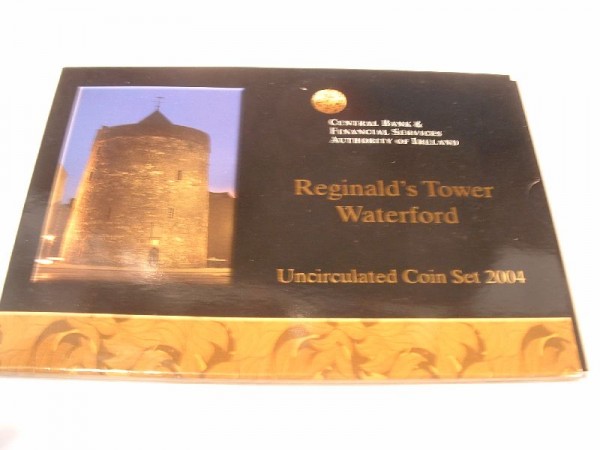 Central Bank &
Financial Services
Authority of Ireland
Reginald's Tower
Waterford
Uncirculated Coin Set 2004